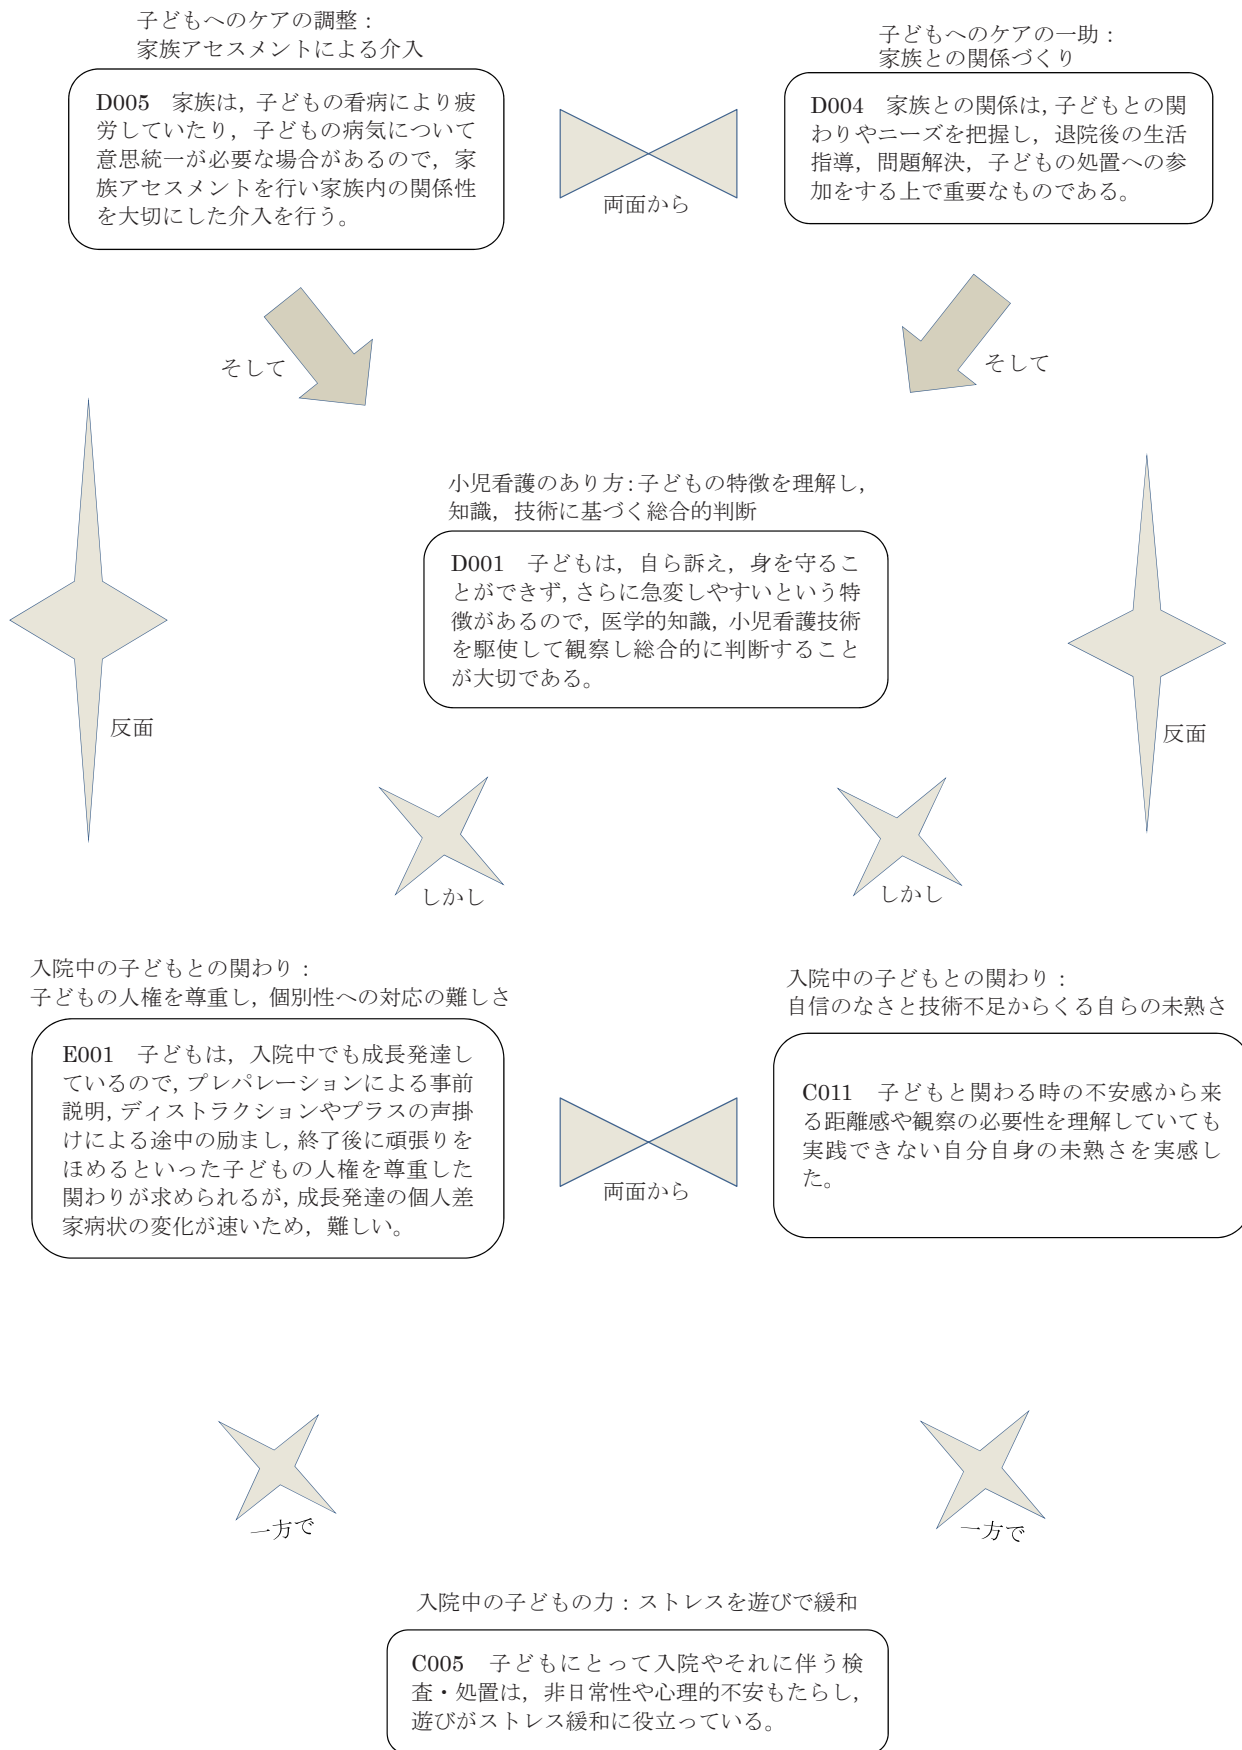 子どもへのケアの調整：
家族アセスメントによる介入
D005　家族は，子どもの看病により疲
労していたり，子どもの病気について
意思統一が必要な場合があるので，家
族アセスメントを行い家族内の関係性
を大切にした介入を行う。
両面から
子どもへのケアの一助：
家族との関係づくり
D004　家族との関係は，子どもとの関
わりやニーズを把握し，退院後の生活
指導，問題解決，子どもの処置への参
加をする上で重要なものである。
そして
そして
小児看護のあり方：子どもの特徴を理解し，
知識，技術に基づく総合的判断
D001　子どもは，自ら訴え，身を守るこ
とができず，さらに急変しやすいという特
徴があるので，医学的知識，小児看護技術
を駆使して観察し総合的に判断すること
が大切である。
反面
反面
しかし
しかし
入院中の子どもとの関わり：
子どもの人権を尊重し，個別性への対応の難しさ
E001　子どもは，入院中でも成長発達し
ているので，プレパレーションによる事前
説明，ディストラクションやプラスの声掛
けによる途中の励まし，終了後に頑張りを
ほめるといった子どもの人権を尊重した
関わりが求められるが，成長発達の個人差
家病状の変化が速いため，難しい。
両面から
入院中の子どもとの関わり：
自信のなさと技術不足からくる自らの未熟さ
C011　子どもと関わる時の不安感から来
る距離感や観察の必要性を理解していても
実践できない自分自身の未熟さを実感し
た。
一方で
一方で
入院中の子どもの力：ストレスを遊びで緩和
C005　子どもにとって入院やそれに伴う検
査・処置は，非日常性や心理的不安もたらし，
遊びがストレス緩和に役立っている。